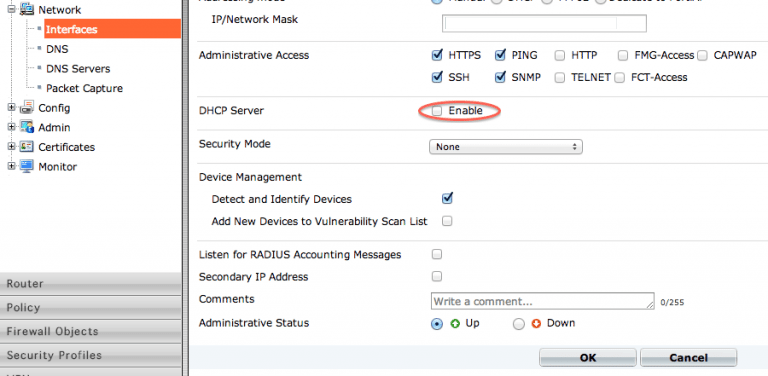 Network
Interfaces
DNS
DNS Servers
Packet Capture
Config
Admin
Certificates
Monitor
Router
Policy
Firewall Objects
Security Profiles
IP/Network Mask
Administrative Access HTTPS PING HTTP FMG-Access CAPWAP
SSH SNMP TELNET FCT-Access
DHCP Server Enable
Security Mode None
Device Management
Detect and Identify Devices
Add New Devices to Vulnerability Scan List
Listen for RADIUS Accounting Messages
Secondary IP Address
Comments Write a comment... 0/255
Administrative Status Up Down
OK Cancel